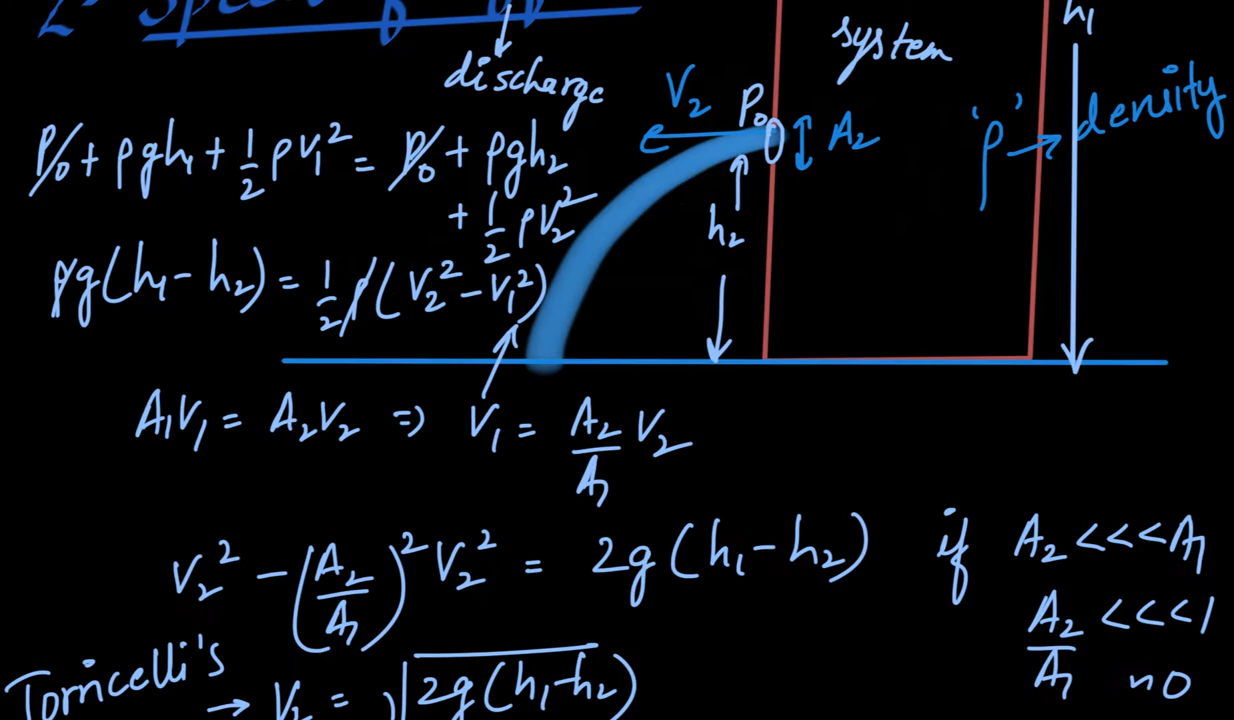 discharge
system
h₁
V₂
P₀
A₂
'ρ' → density
P₀ + ρgh₁ + ½ρv₁² = P₀ + ρgh₂
+ ½ρV₂²
h₂
ρg(h₁ - h₂) = ½ρ(V₂² - V₁²)
A₁V₁ = A₂V₂ ⇒ V₁ = A₂/A₁ V₂
V₂² - (A₂/A₁)² V₂² = 2g(h₁ - h₂) if A₂ <<< A₁
A₂/A₁ <<< 1
≈0
Torricelli's
→ V₂ = √2g(h₁-h₂)